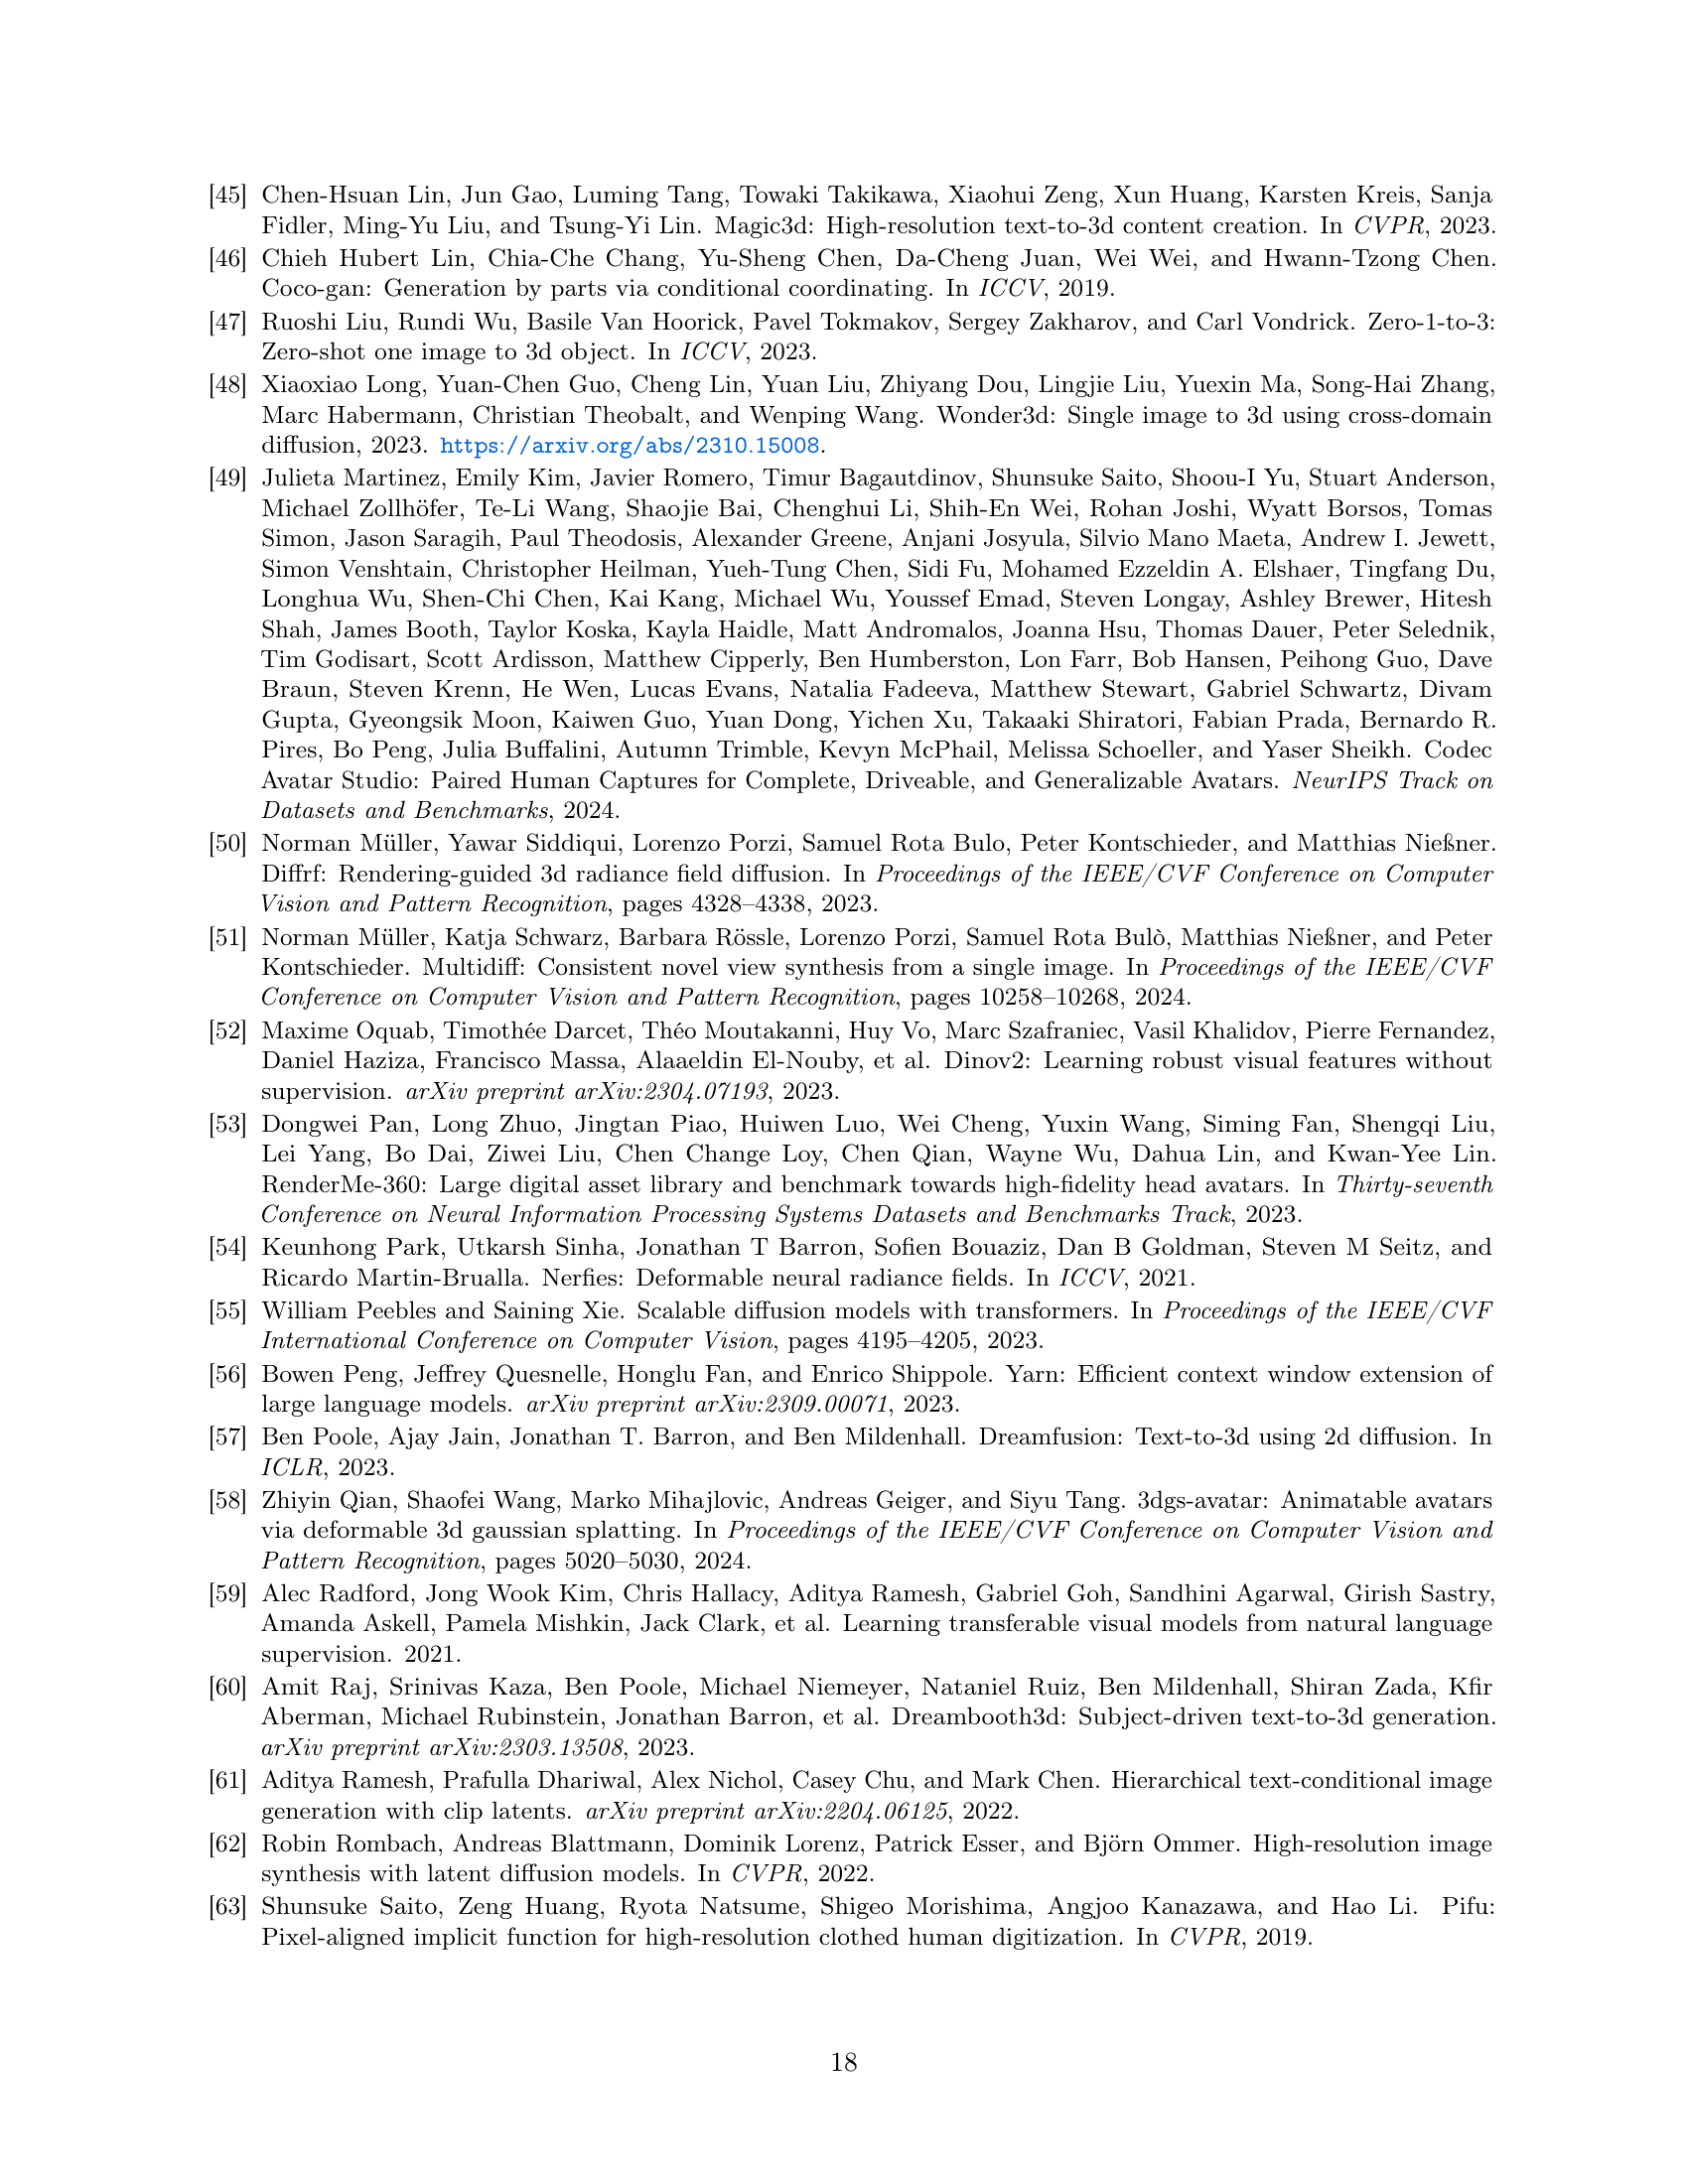 [45] Chen-Hsuan Lin, Jun Gao, Luming Tang, Towaki Takikawa, Xiaohui Zeng, Xun Huang, Karsten Kreis, Sanja
Fidler, Ming-Yu Liu, and Tsung-Yi Lin. Magic3d: High-resolution text-to-3d content creation. In CVPR, 2023.
[46] Chieh Hubert Lin, Chia-Che Chang, Yu-Sheng Chen, Da-Cheng Juan, Wei Wei, and Hwann-Tzong Chen.
Coco-gan: Generation by parts via conditional coordinating. In ICCV, 2019.
[47] Ruoshi Liu, Rundi Wu, Basile Van Hoorick, Pavel Tokmakov, Sergey Zakharov, and Carl Vondrick. Zero-1-to-3:
Zero-shot one image to 3d object. In ICCV, 2023.
[48] Xiaoxiao Long, Yuan-Chen Guo, Cheng Lin, Yuan Liu, Zhiyang Dou, Lingjie Liu, Yuexin Ma, Song-Hai Zhang,
Marc Habermann, Christian Theobalt, and Wenping Wang. Wonder3d: Single image to 3d using cross-domain
diffusion, 2023. https://arxiv.org/abs/2310.15008.
[49] Julieta Martinez, Emily Kim, Javier Romero, Timur Bagautdinov, Shunsuke Saito, Shoou-I Yu, Stuart Anderson,
Michael Zollhöfer, Te-Li Wang, Shaojie Bai, Chenghui Li, Shih-En Wei, Rohan Joshi, Wyatt Borsos, Tomas
Simon, Jason Saragih, Paul Theodosis, Alexander Greene, Anjani Josyula, Silvio Mano Maeta, Andrew I. Jewett,
Simon Venshtain, Christopher Heilman, Yueh-Tung Chen, Sidi Fu, Mohamed Ezzeldin A. Elshaer, Tingfang Du,
Longhua Wu, Shen-Chi Chen, Kai Kang, Michael Wu, Youssef Emad, Steven Longay, Ashley Brewer, Hitesh
Shah, James Booth, Taylor Koska, Kayla Haidle, Matt Andromalos, Joanna Hsu, Thomas Dauer, Peter Selednik,
Tim Godisart, Scott Ardisson, Matthew Cipperly, Ben Humberston, Lon Farr, Bob Hansen, Peihong Guo, Dave
Braun, Steven Krenn, He Wen, Lucas Evans, Natalia Fadeeva, Matthew Stewart, Gabriel Schwartz, Divam
Gupta, Gyeongsik Moon, Kaiwen Guo, Yuan Dong, Yichen Xu, Takaaki Shiratori, Fabian Prada, Bernardo R.
Pires, Bo Peng, Julia Buffalini, Autumn Trimble, Kevyn McPhail, Melissa Schoeller, and Yaser Sheikh. Codec
Avatar Studio: Paired Human Captures for Complete, Driveable, and Generalizable Avatars. NeurIPS Track on
Datasets and Benchmarks, 2024.
[50] Norman Müller, Yawar Siddiqui, Lorenzo Porzi, Samuel Rota Bulo, Peter Kontschieder, and Matthias Nießner.
Diffrf: Rendering-guided 3d radiance field diffusion. In Proceedings of the IEEE/CVF Conference on Computer
Vision and Pattern Recognition, pages 4328–4338, 2023.
[51] Norman Müller, Katja Schwarz, Barbara Rössle, Lorenzo Porzi, Samuel Rota Bulò, Matthias Nießner, and Peter
Kontschieder. Multidiff: Consistent novel view synthesis from a single image. In Proceedings of the IEEE/CVF
Conference on Computer Vision and Pattern Recognition, pages 10258–10268, 2024.
[52] Maxime Oquab, Timothée Darcet, Théo Moutakanni, Huy Vo, Marc Szafraniec, Vasil Khalidov, Pierre Fernandez,
Daniel Haziza, Francisco Massa, Alaaeldin El-Nouby, et al. Dinov2: Learning robust visual features without
supervision. arXiv preprint arXiv:2304.07193, 2023.
[53] Dongwei Pan, Long Zhuo, Jingtan Piao, Huiwen Luo, Wei Cheng, Yuxin Wang, Siming Fan, Shengqi Liu,
Lei Yang, Bo Dai, Ziwei Liu, Chen Change Loy, Chen Qian, Wayne Wu, Dahua Lin, and Kwan-Yee Lin.
RenderMe-360: Large digital asset library and benchmark towards high-fidelity head avatars. In Thirty-seventh
Conference on Neural Information Processing Systems Datasets and Benchmarks Track, 2023.
[54] Keunhong Park, Utkarsh Sinha, Jonathan T Barron, Sofien Bouaziz, Dan B Goldman, Steven M Seitz, and
Ricardo Martin-Brualla. Nerfies: Deformable neural radiance fields. In ICCV, 2021.
[55] William Peebles and Saining Xie. Scalable diffusion models with transformers. In Proceedings of the IEEE/CVF
International Conference on Computer Vision, pages 4195–4205, 2023.
[56] Bowen Peng, Jeffrey Quesnelle, Honglu Fan, and Enrico Shippole. Yarn: Efficient context window extension of
large language models. arXiv preprint arXiv:2309.00071, 2023.
[57] Ben Poole, Ajay Jain, Jonathan T. Barron, and Ben Mildenhall. Dreamfusion: Text-to-3d using 2d diffusion. In
ICLR, 2023.
[58] Zhiyin Qian, Shaofei Wang, Marko Mihajlovic, Andreas Geiger, and Siyu Tang. 3dgs-avatar: Animatable avatars
via deformable 3d gaussian splatting. In Proceedings of the IEEE/CVF Conference on Computer Vision and
Pattern Recognition, pages 5020–5030, 2024.
[59] Alec Radford, Jong Wook Kim, Chris Hallacy, Aditya Ramesh, Gabriel Goh, Sandhini Agarwal, Girish Sastry,
Amanda Askell, Pamela Mishkin, Jack Clark, et al. Learning transferable visual models from natural language
supervision. 2021.
[60] Amit Raj, Srinivas Kaza, Ben Poole, Michael Niemeyer, Nataniel Ruiz, Ben Mildenhall, Shiran Zada, Kfir
Aberman, Michael Rubinstein, Jonathan Barron, et al. Dreambooth3d: Subject-driven text-to-3d generation.
arXiv preprint arXiv:2303.13508, 2023.
[61] Aditya Ramesh, Prafulla Dhariwal, Alex Nichol, Casey Chu, and Mark Chen. Hierarchical text-conditional image
generation with clip latents. arXiv preprint arXiv:2204.06125, 2022.
[62] Robin Rombach, Andreas Blattmann, Dominik Lorenz, Patrick Esser, and Björn Ommer. High-resolution image
synthesis with latent diffusion models. In CVPR, 2022.
[63] Shunsuke Saito, Zeng Huang, Ryota Natsume, Shigeo Morishima, Angjoo Kanazawa, and Hao Li. Pifu:
Pixel-aligned implicit function for high-resolution clothed human digitization. In CVPR, 2019.
18